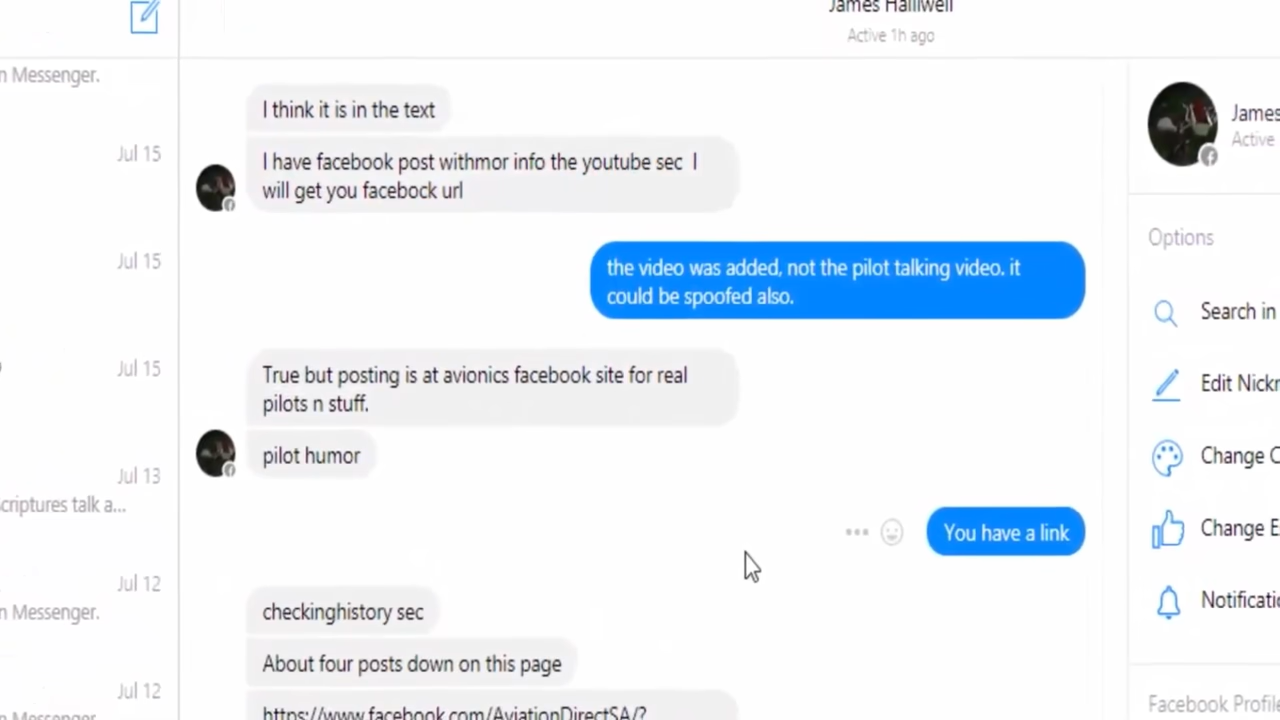 James Halliwell
Active 1h ago
n Messenger.
Jul 15
Jul 15
Jul 15
Jul 13
criptures talk a...
Jul 12
n Messenger.
Jul 12
n Messenger
I think it is in the text
I have facebook post withmor info the youtube sec I
will get you facebock url
the video was added, not the pilot talking video. it
could be spoofed also.
True but posting is at avionics facebook site for real
pilots n stuff.
pilot humor
You have a link
checkinghistory sec
About four posts down on this page
https://www.facebook.com/AviationDirectSA/?
James
Active
Options
Search in
Edit Nickn
Change C
Change E
Notificatio
Facebook Profile